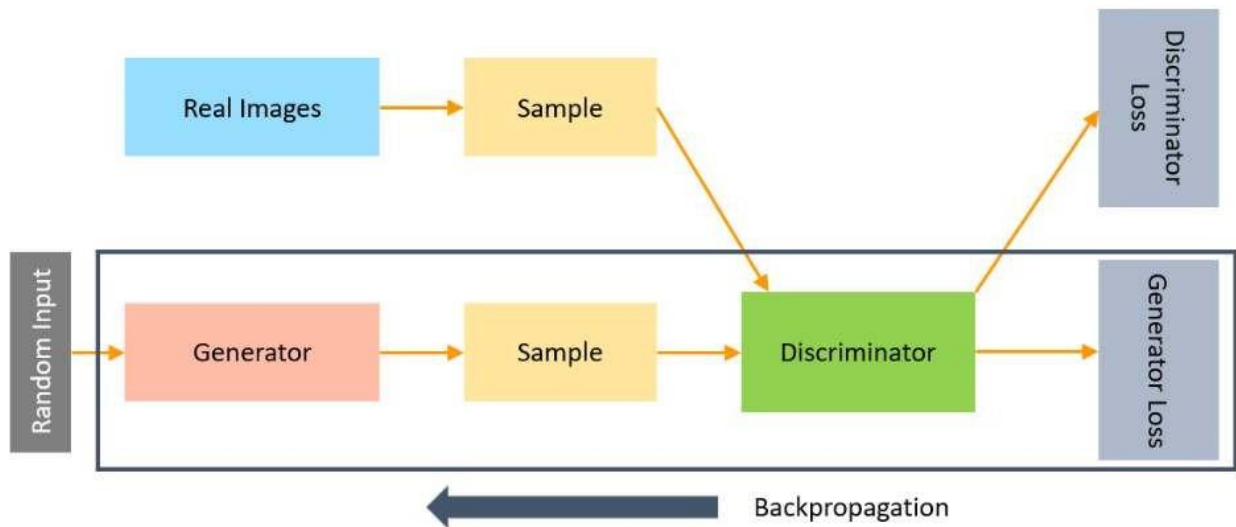 Real Images
Sample
Discriminator
Loss
Random Input
Generator
Sample
Discriminator
Generator Loss
Backpropagation